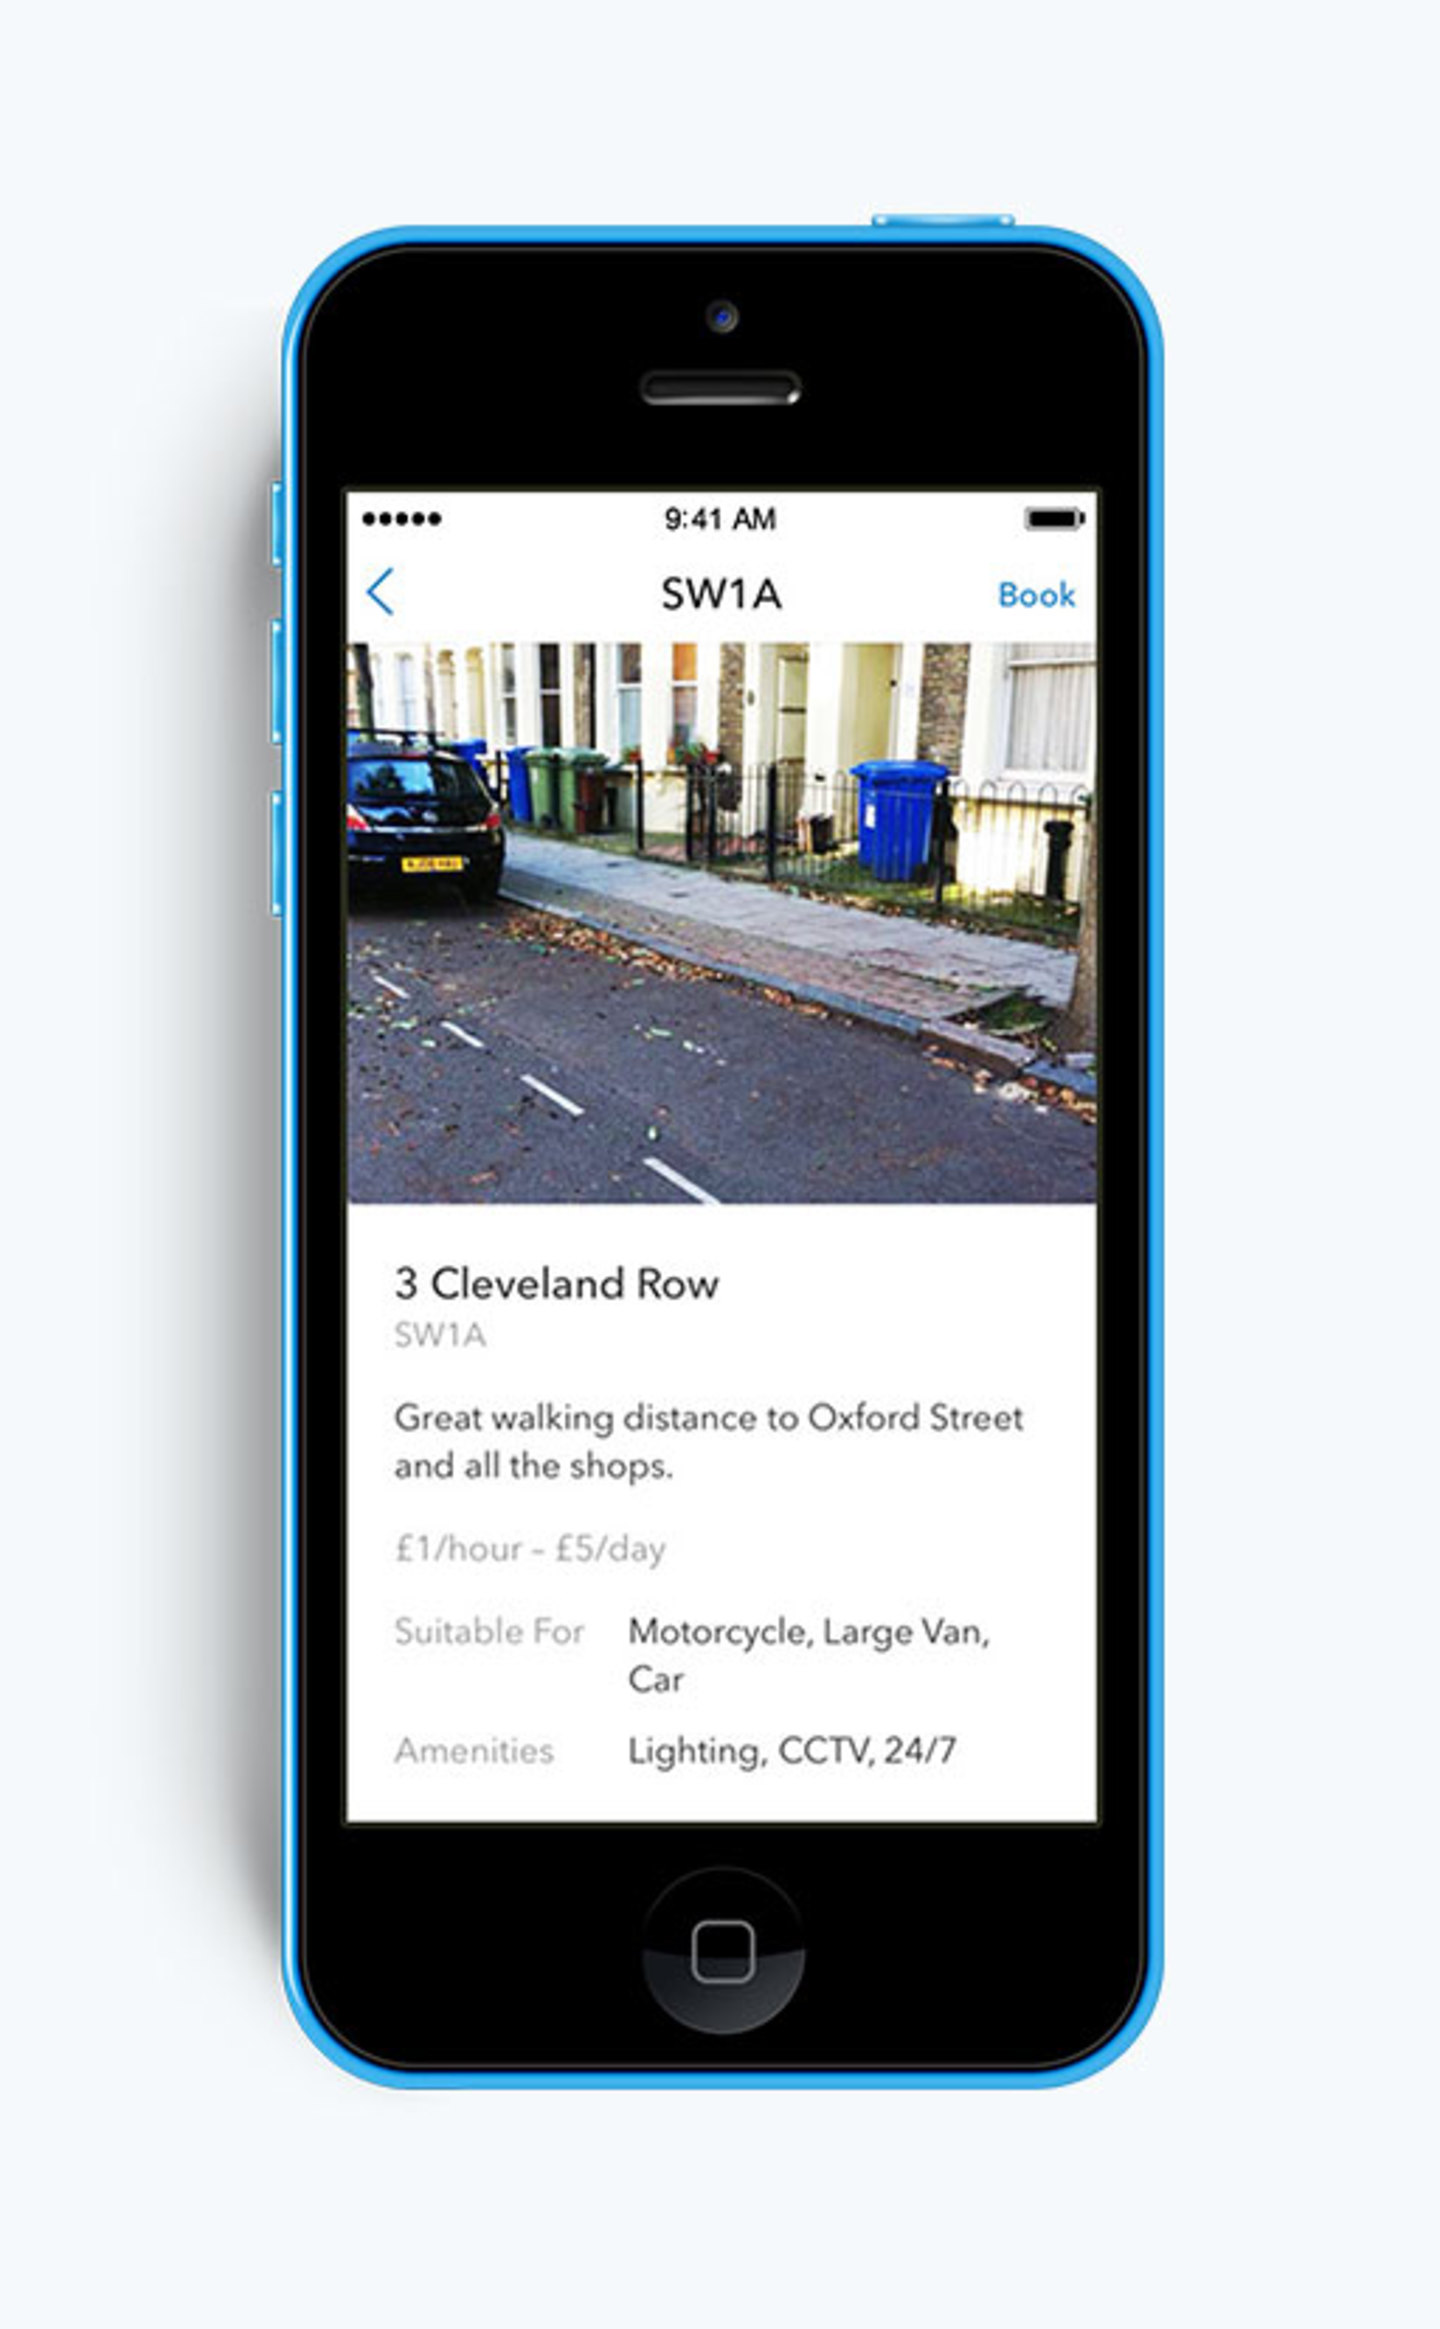 9:41 AM
SW1A
Book
3 Cleveland Row
SW1A
Great walking distance to Oxford Street
and all the shops.
£1/hour – £5/day
Suitable For
Motorcycle, Large Van,
Car
Amenities
Lighting, CCTV, 24/7